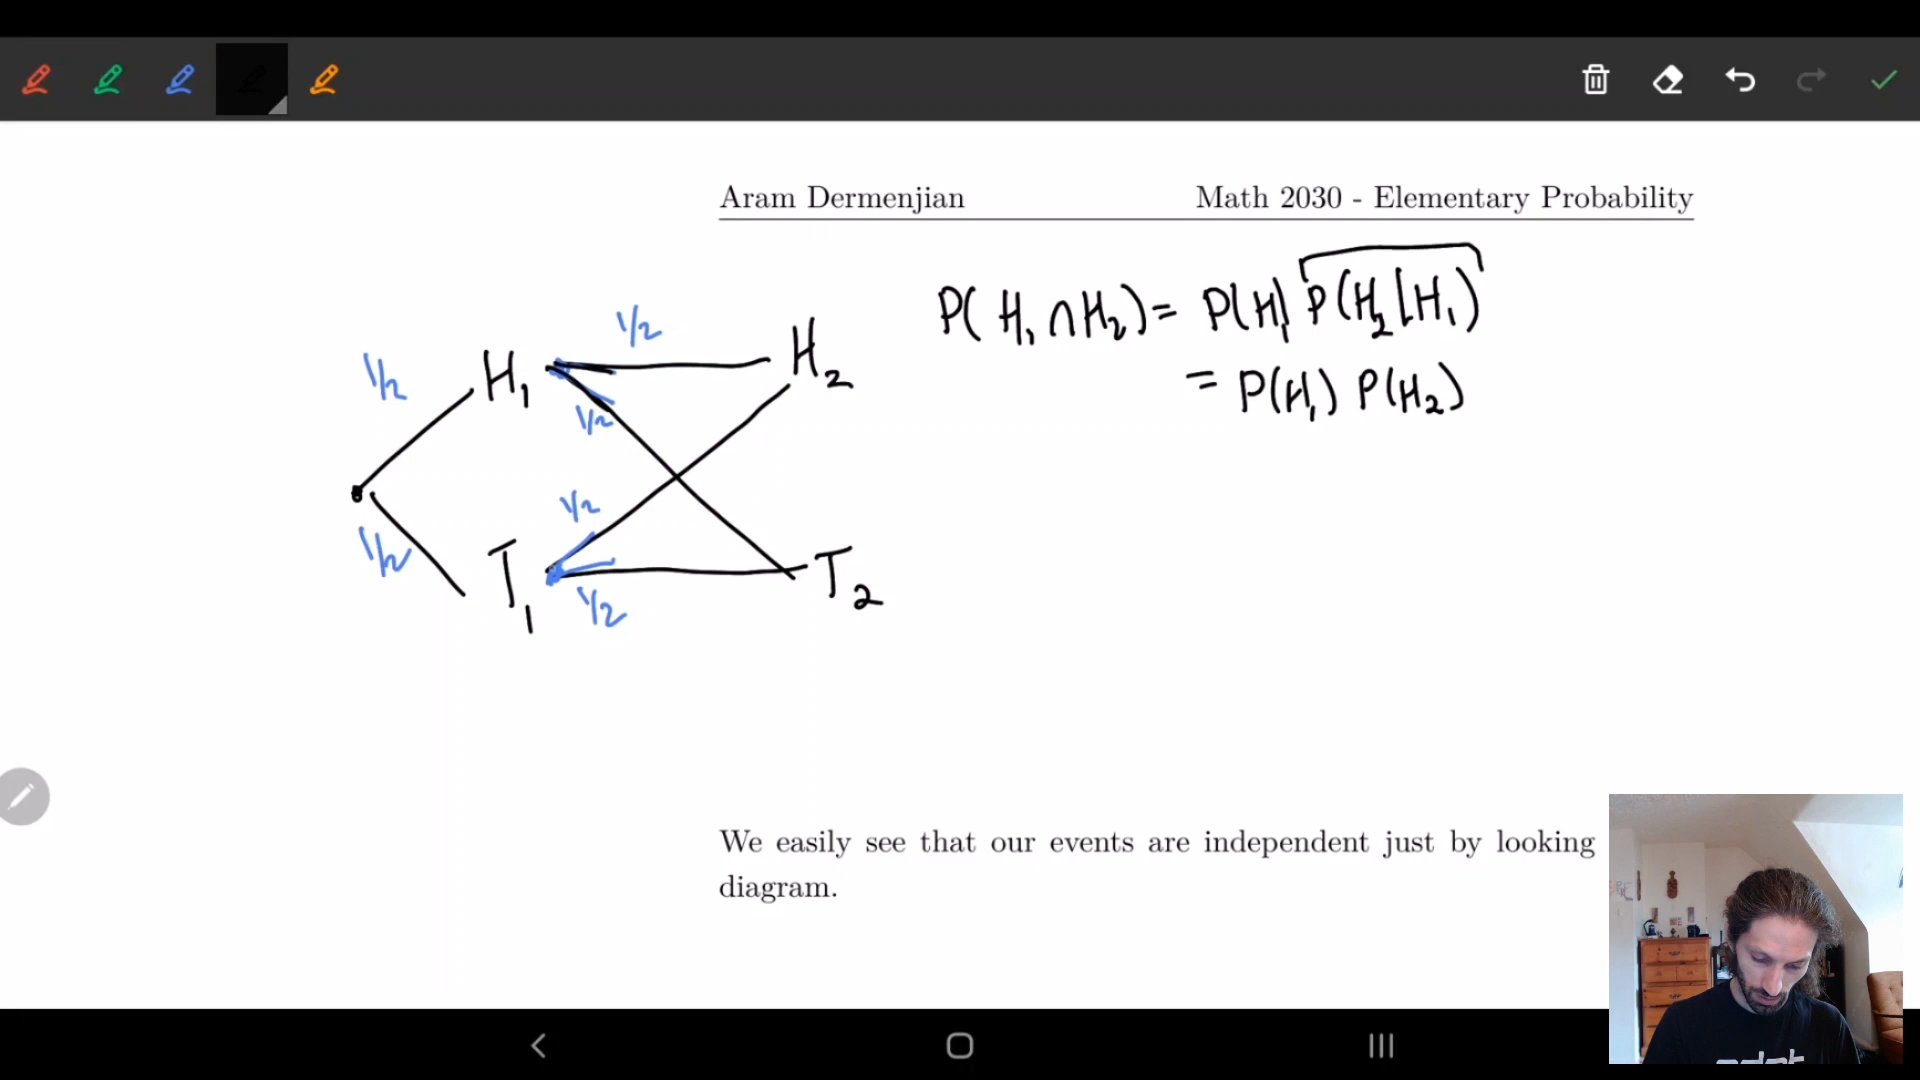 Aram Dermenjian Math 2030 - Elementary Probability
P(H₁∩H₂) = P(H₁) P(H₂|H₁)
= P(H₁) P(H₂)
1/2 H₁ 1/2 H₂
1/2
1/2
1/2 T₁ 1/2 T₂
We easily see that our events are independent just by looking
diagram.